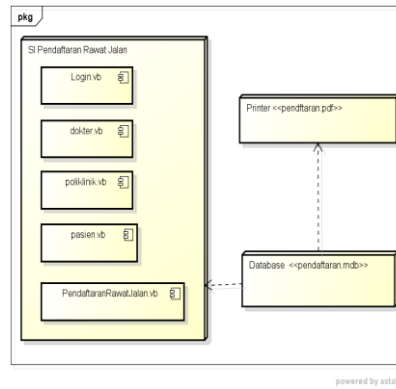 pkg
SI Pendaftaran Rawat Jalan
Login.vb
dokter.vb
poliklinik.vb
pasien.vb
PendaftaranRawatJalan.vb
Printer <<pendftaran.pdf>>
Database <<pendaftaran.mdb>>
powered by asta